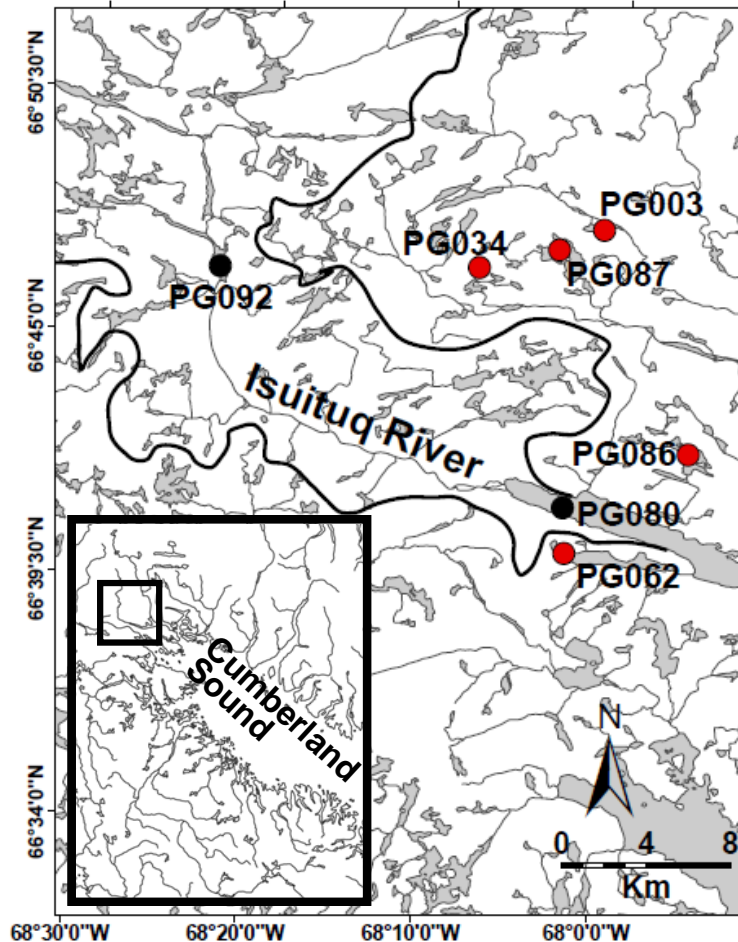 66°50'30"N
PG003
PG034
PG087
PG092
66°45'0"N
Isuituq River
PG086
PG080
66°39'30"N
PG062
Cumberland
Sound
N
66°34'0"N
0 4 8
Km
68°30'0"W 68°20'0"W 68°10'0"W 68°0'0"W